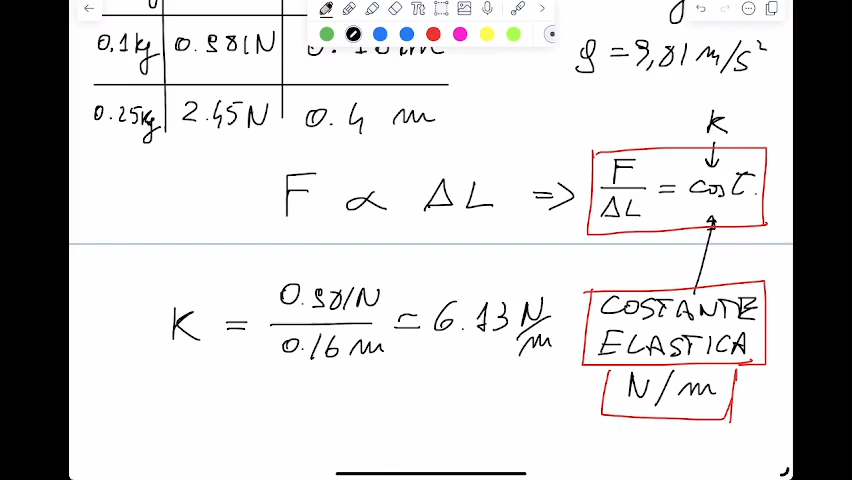 0.1kg 0.981N
g = 9,81 m/s²
0.25kg 2.45N 0.4 m
K
F ∝ ΔL => F/ΔL = cost.
K = 0.981N/0.16m = 6.13 N/m
COSTANTE
ELASTICA
N/m